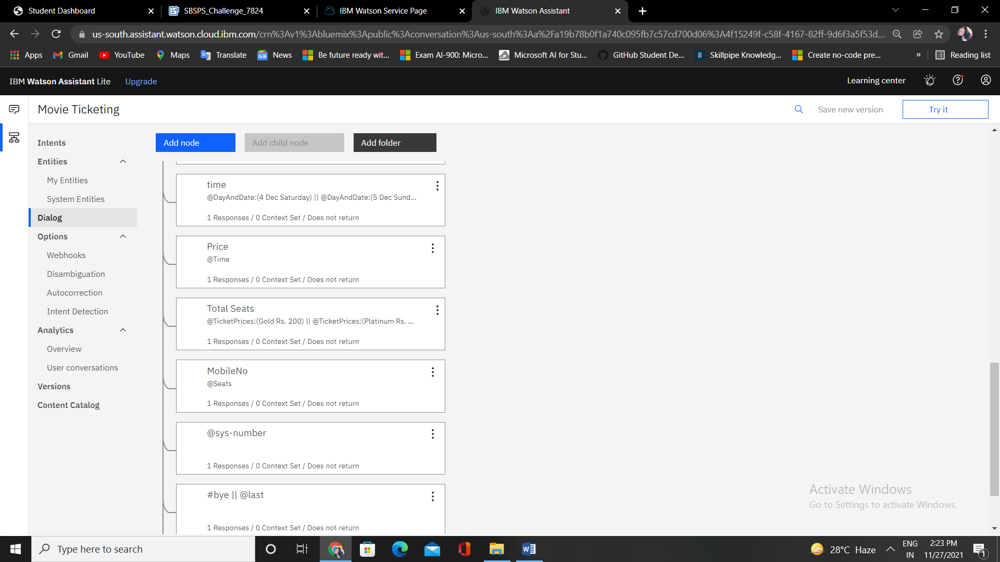 Student Dashboard
SBSPS_Challenge_7824
IBM Watson Service Page
IBM Watson Assistant
us-south.assistant.watson.cloud.ibm.com/crn%3Av1%3Abluemix%3Apublic%3Aconversation%3Aus-south%3Aa%2Fa19b78b0f1a740c095fb7c57cd700d06%3A4f15249f-c58f-4167-82ff-9d6f3a5f53d...
Apps
Gmail
YouTube
Maps
Translate
News
Be future ready wit...
Exam AI-900: Micro...
Microsoft AI for Stu...
GitHub Student De...
Skillpipe Knowledg...
Create no-code pre...
»
Reading list
IBM Watson Assistant Lite
Upgrade
Learning center
Movie Ticketing
Save new version
Try it
Intents
Entities
My Entities
System Entities
Dialog
Options
Webhooks
Disambiguation
Autocorrection
Intent Detection
Analytics
Overview
User conversations
Versions
Content Catalog
Add node
Add child node
Add folder
time
@DayAndDate:(4 Dec Saturday) || @DayAndDate:(5 Dec Sund...
1 Responses / 0 Context Set / Does not return
Price
@Time
1 Responses / 0 Context Set / Does not return
Total Seats
@TicketPrices:(Gold Rs. 200) || @TicketPrices:(Platinum Rs. ...
1 Responses / 0 Context Set / Does not return
MobileNo
@Seats
1 Responses / 0 Context Set / Does not return
@sys-number
1 Responses / 0 Context Set / Does not return
#bye || @last
1 Responses / 0 Context Set / Does not return
Activate Windows
Go to Settings to activate Windows.
Type here to search
28°C Haze
ENG
IN
2:23 PM
11/27/2021
1